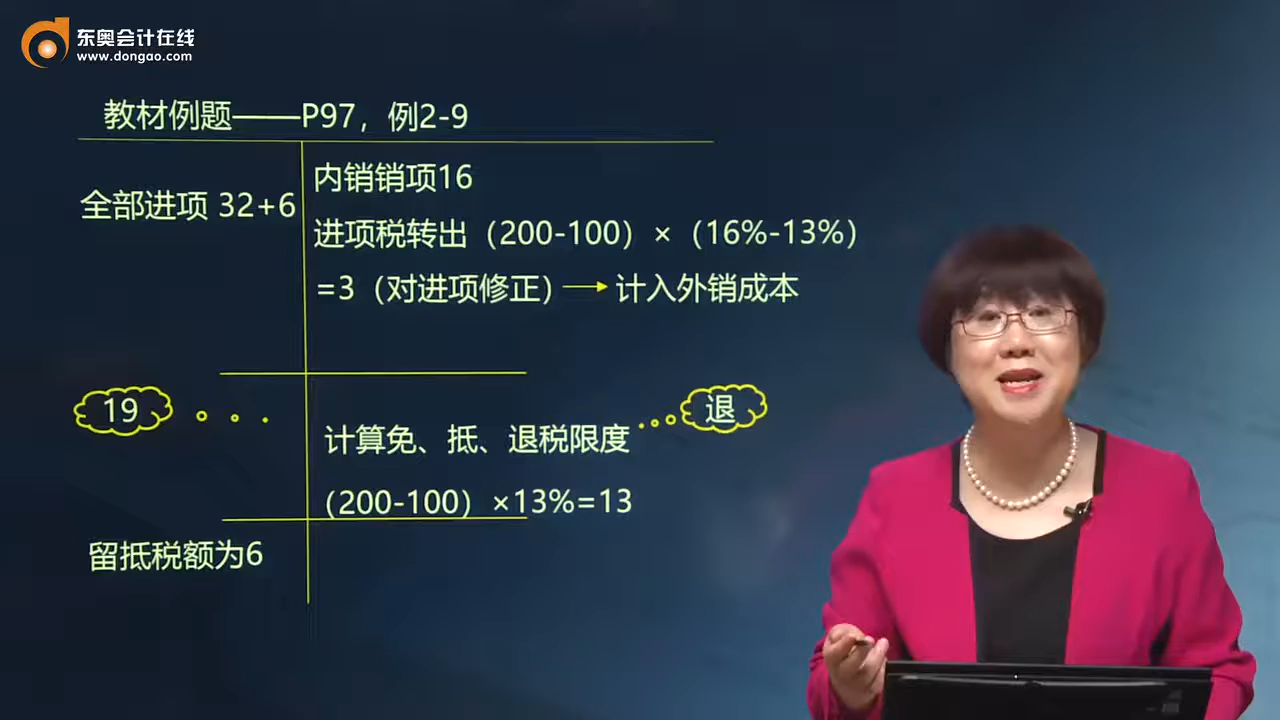 东奥会计在线
www.dongao.com
教材例题——P97，例2-9
全部进项 32+6
内销销项16
进项税转出（200-100）×（16%-13%）
=3（对进项修正）→计入外销成本
19
退
计算免、抵、退税限度
（200-100）×13%=13
留抵税额为6